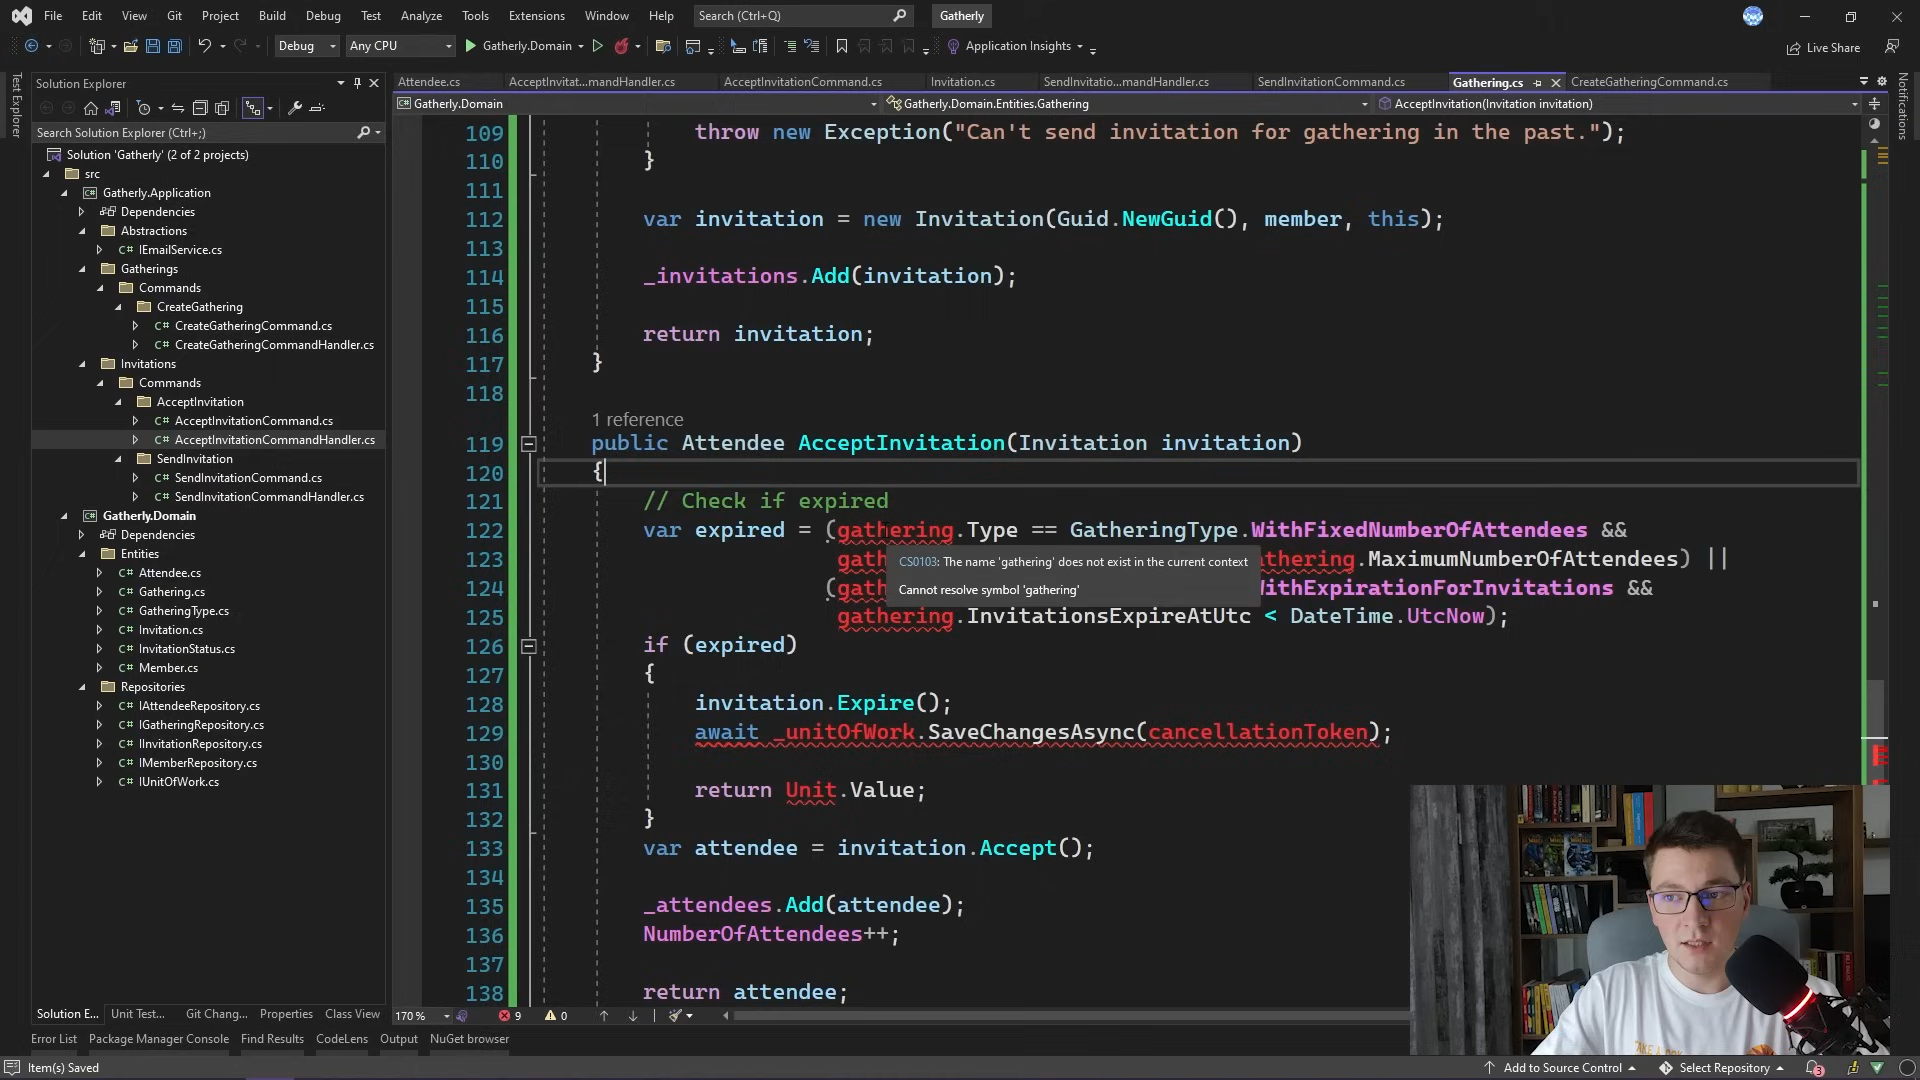 File Edit View Git Project Build Debug Test Analyze Tools Extensions Window Help Search (Ctrl+Q) Gatherly
Debug Any CPU Gatherly.Domain Application Insights Live Share
Test Explorer
Solution Explorer
Search Solution Explorer (Ctrl+;)
Solution 'Gatherly' (2 of 2 projects)
src
Gatherly.Application
Dependencies
Abstractions
C# IEmailService.cs
Gatherings
Commands
CreateGathering
C# CreateGatheringCommand.cs
C# CreateGatheringCommandHandler.cs
Invitations
Commands
AcceptInvitation
C# AcceptInvitationCommand.cs
C# AcceptInvitationCommandHandler.cs
SendInvitation
C# SendInvitationCommand.cs
C# SendInvitationCommandHandler.cs
Gatherly.Domain
Dependencies
Entities
C# Attendee.cs
C# Gathering.cs
C# GatheringType.cs
C# Invitation.cs
C# InvitationStatus.cs
C# Member.cs
Repositories
C# IAttendeeRepository.cs
C# IGatheringRepository.cs
C# IInvitationRepository.cs
C# IMemberRepository.cs
C# IUnitOfWork.cs
Solution E... Unit Test... Git Chang... Properties Class View
Attendee.cs AcceptInvitat...mandHandler.cs AcceptInvitationCommand.cs Invitation.cs SendInvitatio...mandHandler.cs SendInvitationCommand.cs Gathering.cs CreateGatheringCommand.cs
Gatherly.Domain Gatherly.Domain.Entities.Gathering AcceptInvitation(Invitation invitation)
Notifications
109 throw new Exception("Can't send invitation for gathering in the past.");
110 }
111
112 var invitation = new Invitation(Guid.NewGuid(), member, this);
113
114 _invitations.Add(invitation);
115
116 return invitation;
117 }
118
1 reference
119 public Attendee AcceptInvitation(Invitation invitation)
120 {
121 // Check if expired
122 var expired = (gathering.Type == GatheringType.WithFixedNumberOfAttendees &&
123 gath athering.MaximumNumberOfAttendees) ||
CS0103: The name 'gathering' does not exist in the current context
Cannot resolve symbol 'gathering'
124 (gath ithExpirationForInvitations &&
125 gathering.InvitationsExpireAtUtc < DateTime.UtcNow);
126 if (expired)
127 {
128 invitation.Expire();
129 await _unitOfWork.SaveChangesAsync(cancellationToken);
130
131 return Unit.Value;
132 }
133 var attendee = invitation.Accept();
134
135 _attendees.Add(attendee);
136 NumberOfAttendees++;
137
138 return attendee;
170 % 9 0
Error List Package Manager Console Find Results CodeLens Output NuGet browser
Item(s) Saved Add to Source Control Select Repository 3